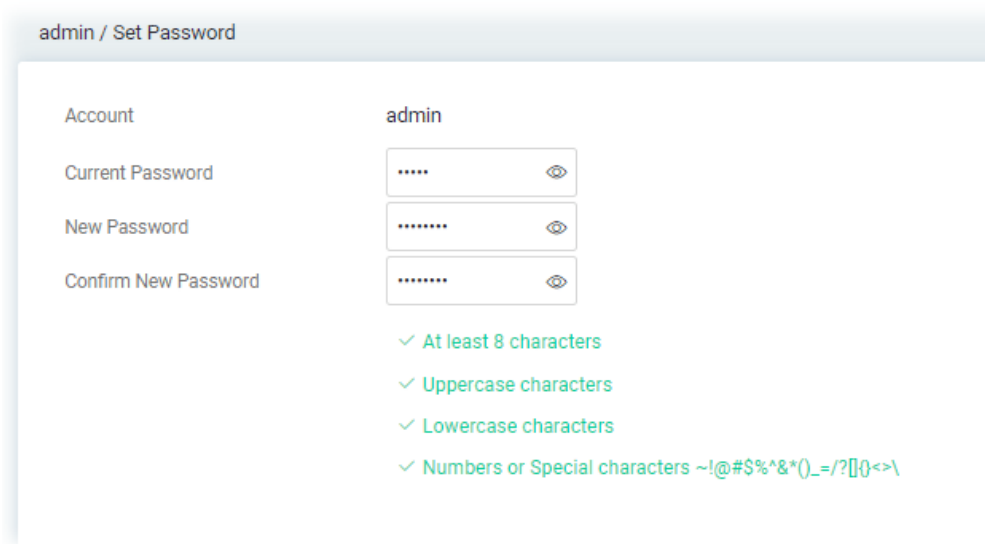 admin / Set Password
Account admin
Current Password •••••
New Password ••••••••
Confirm New Password ••••••••
✓ At least 8 characters
✓ Uppercase characters
✓ Lowercase characters
✓ Numbers or Special characters ~!@#$%^&*()_=/?[]{}<>\